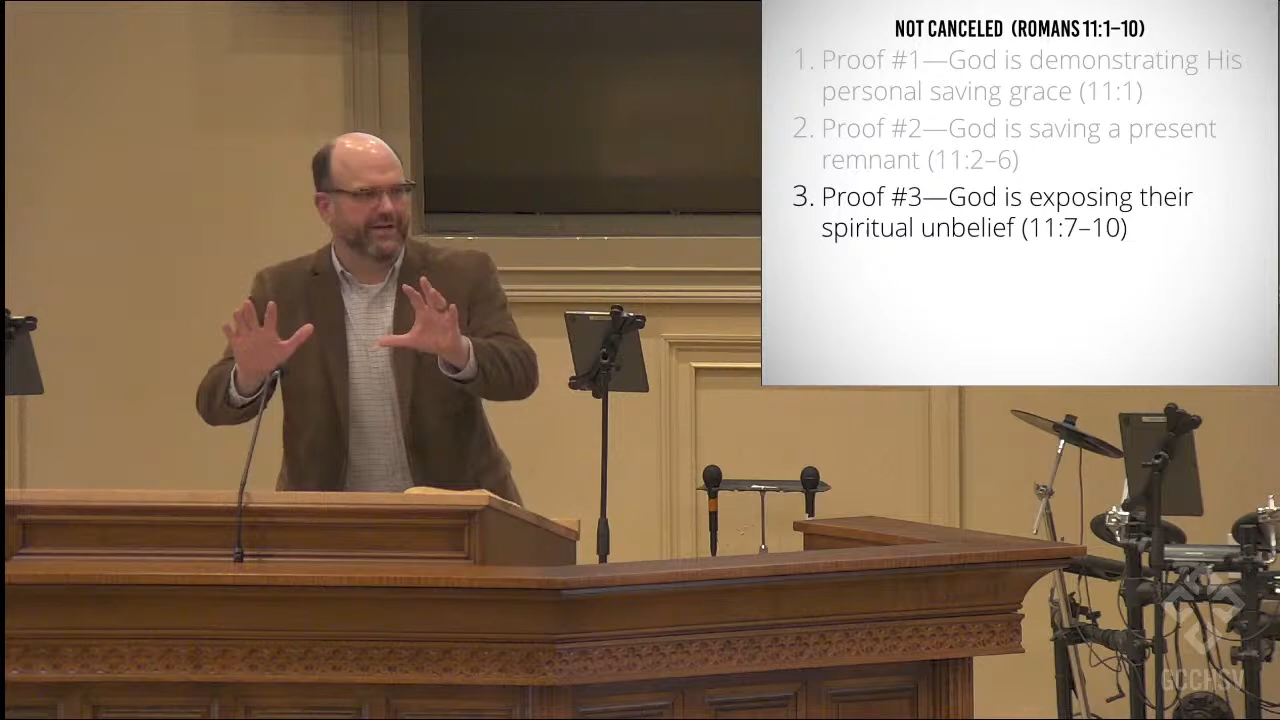 NOT CANCELED (ROMANS 11:1–10)
1. Proof #1—God is demonstrating His
personal saving grace (11:1)
2. Proof #2—God is saving a present
remnant (11:2–6)
3. Proof #3—God is exposing their
spiritual unbelief (11:7–10)
GCCHSV